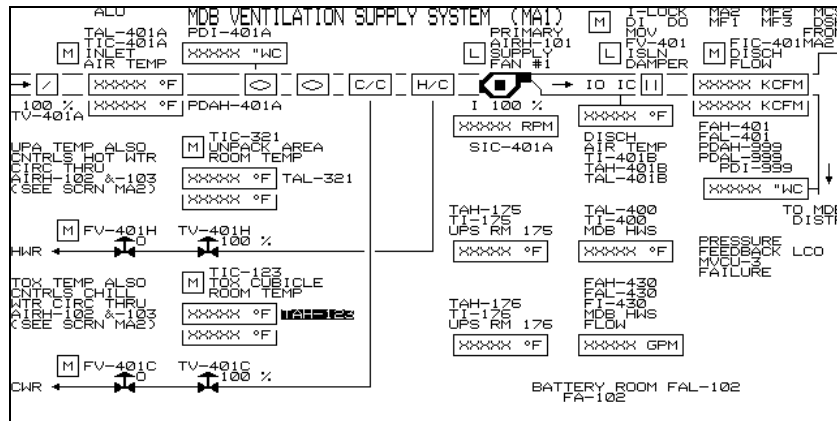 ALO MDB VENTILATION SUPPLY SYSTEM (MA1) M I-LOCK MA2 MF2
DI DO MF1 MF3
TAL-401A PDI-401A
M TIC-401A XXXXX "WC
INLET
AIR TEMP
PRIMARY
L AIRH-101
SUPPLY
FAN #1
MOV
L FV-401
ISLN
DAMPER
FROM
M FIC-401 MA2
DISCH
FLOW
XXXXX °F C/C H/C IO IC XXXXX KCFM
100 % XXXXX °F PDAH-401A I 100 % XXXXX °F XXXXX KCFM
TV-401A
XXXXX RPM
SIC-401A
DISCH
AIR TEMP
TI-401B
TAH-401B
TAL-401B
FAH-401
FAL-401
PDAH-999
PDAL-999
PDI-999
XXXXX "WC
UPA TEMP ALSO
CNTRLS HOT WTR
CIRC THRU
AIRH-102 &-103
(SEE SCRN MA2)
M TIC-321
UNPACK AREA
ROOM TEMP
XXXXX °F TAL-321
XXXXX °F
TO MDB
M FV-401H TV-401H
O 100 %
HWR
TAH-175
TI-175
UPS RM 175
XXXXX °F
TAL-400
TI-400
MDB HWS
XXXXX °F
PRESSURE
FEEDBACK LCO
MVCU-3
FAILURE
TOX TEMP ALSO
CNTRLS CHILL
WTR CIRC THRU
AIRH-102 &-103
(SEE SCRN MA2)
M TIC-123
TOX CUBICLE
ROOM TEMP
XXXXX °F TAH-123
XXXXX °F
TAH-176
TI-176
UPS RM 176
XXXXX °F
FAH-430
FAL-430
FI-430
MDB HWS
FLOW
XXXXX GPM
M FV-401C TV-401C
O 100 %
CWR
BATTERY ROOM FAL-102
FA-102